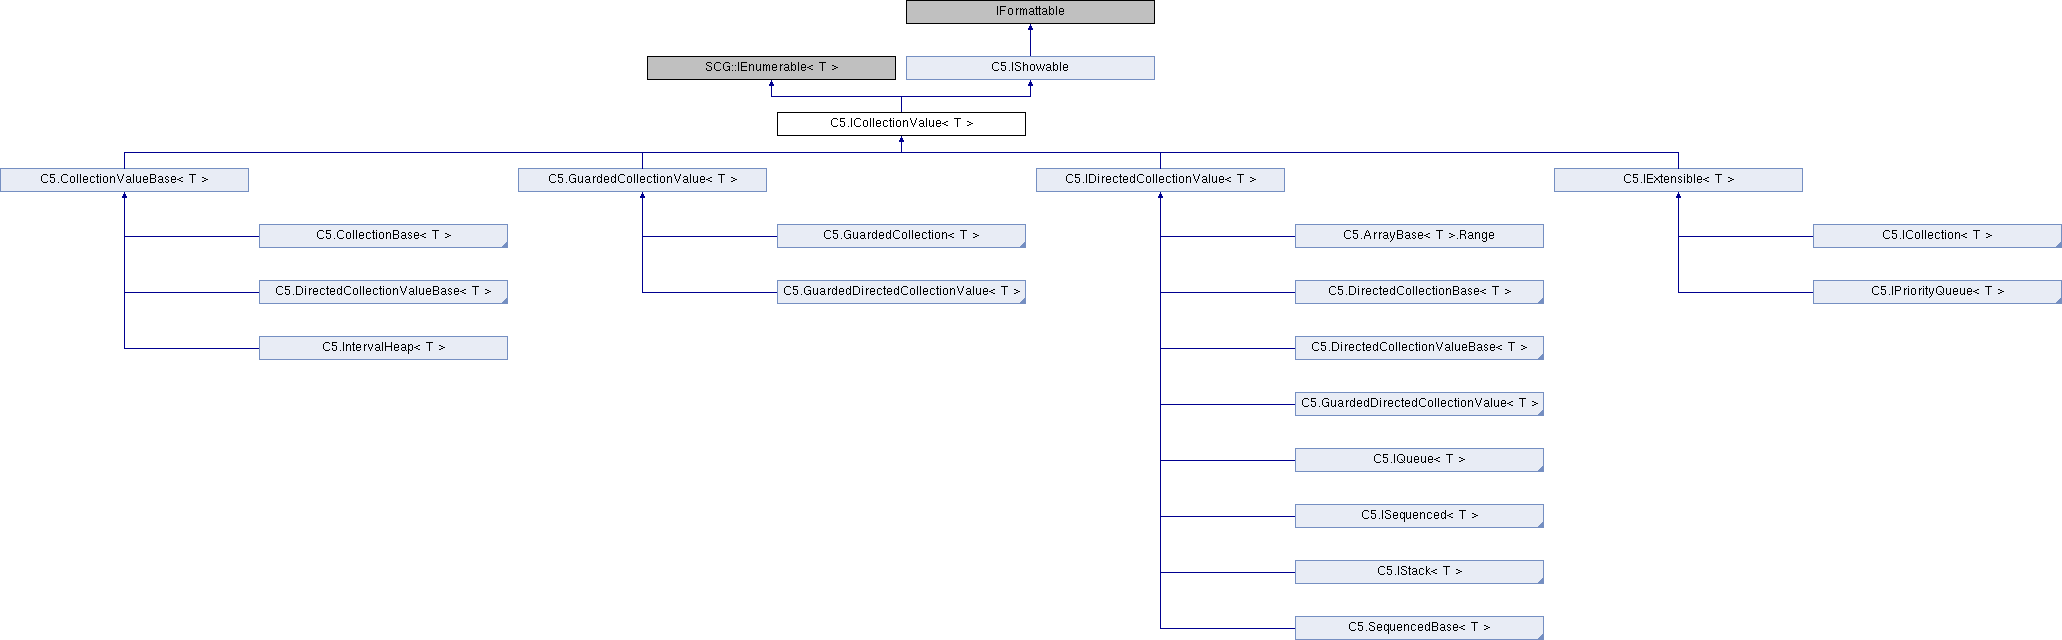 IFormattable
SCG::IEnumerable< T >
C5.IShowable
C5.ICollectionValue< T >
C5.CollectionValueBase< T >
C5.GuardedCollectionValue< T >
C5.IDirectedCollectionValue< T >
C5.IExtensible< T >
C5.CollectionBase< T >
C5.GuardedCollection< T >
C5.ArrayBase< T >.Range
C5.ICollection< T >
C5.DirectedCollectionValueBase< T >
C5.GuardedDirectedCollectionValue< T >
C5.DirectedCollectionBase< T >
C5.IPriorityQueue< T >
C5.IntervalHeap< T >
C5.DirectedCollectionValueBase< T >
C5.GuardedDirectedCollectionValue< T >
C5.IQueue< T >
C5.ISequenced< T >
C5.IStack< T >
C5.SequencedBase< T >